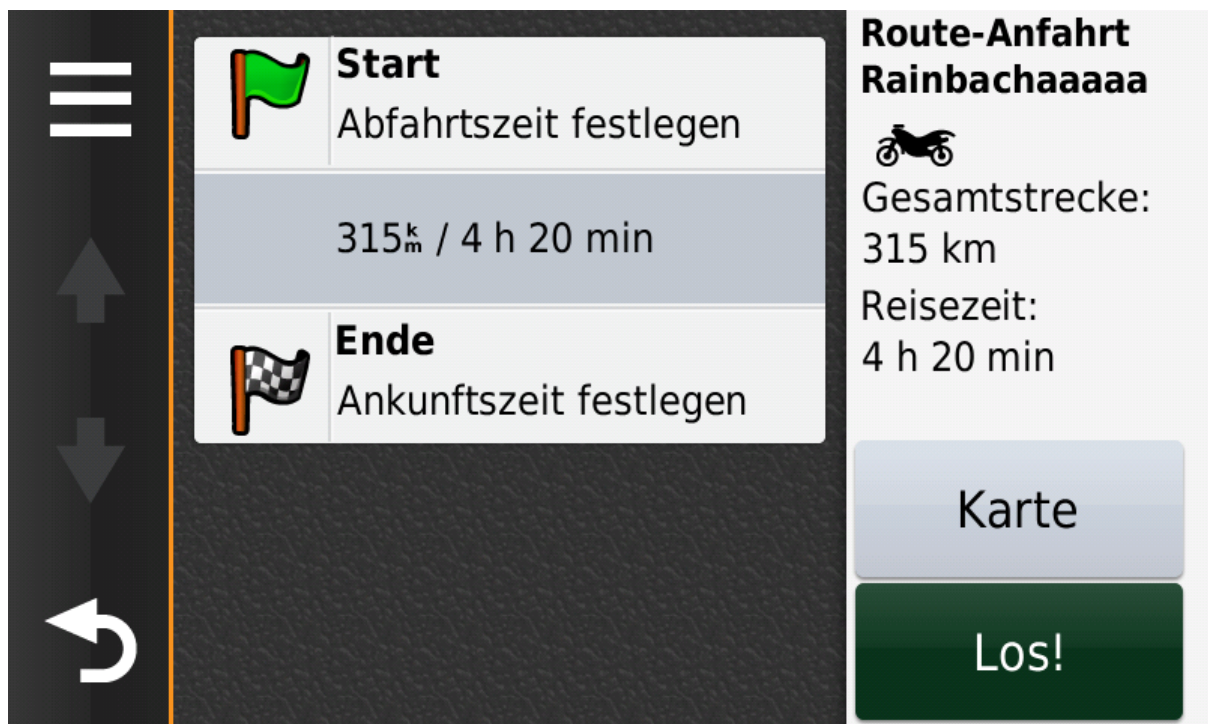 Start
Abfahrtszeit festlegen
315km / 4 h 20 min
Ende
Ankunftszeit festlegen
Route-Anfahrt
Rainbachaaaaa
Gesamtstrecke:
315 km
Reisezeit:
4 h 20 min
Karte
Los!